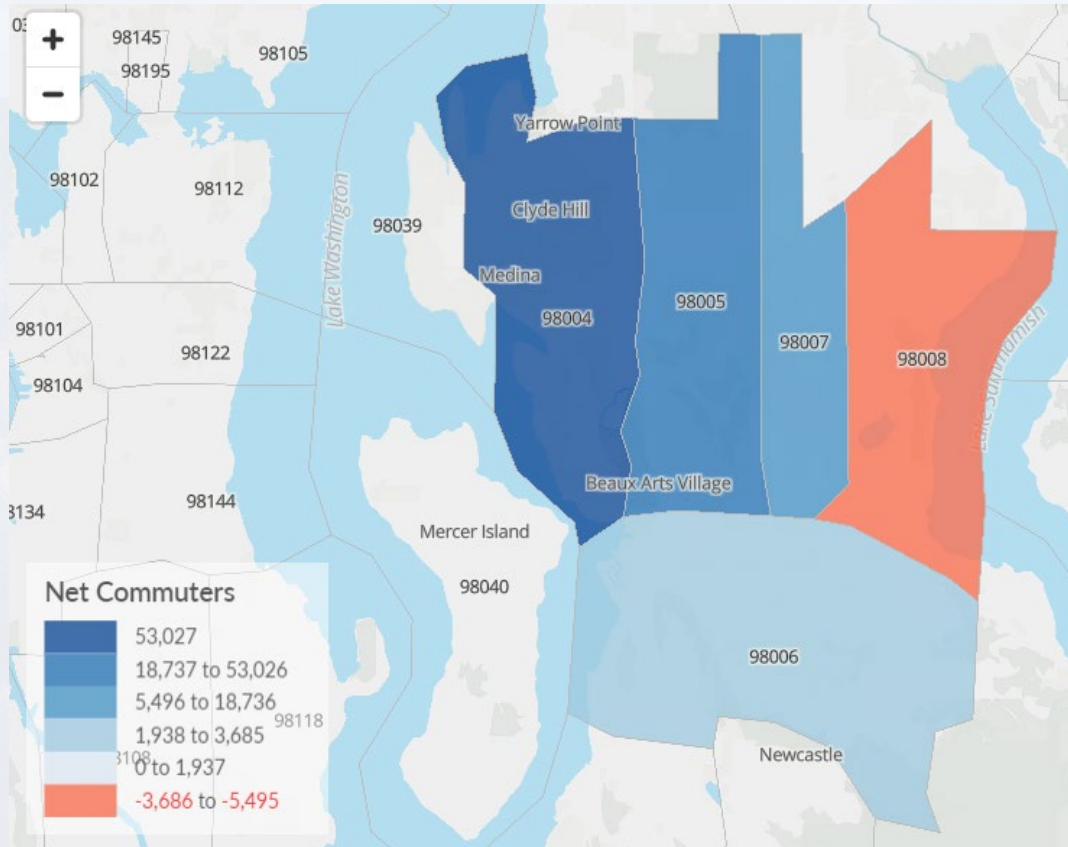 98145
98105
+
98195
−
Yarrow Point
98102
98112
Clyde Hill
98039
Lake Washington
Medina
98004
98005
98101
98122
98007
98008
98104
Lake Sammamish
Beaux Arts Village
98144
Mercer Island
98040
98006
Net Commuters
53,027
18,737 to 53,026
5,496 to 18,736
1,938 to 3,685
0 to 1,937
-3,686 to -5,495
98118
Newcastle